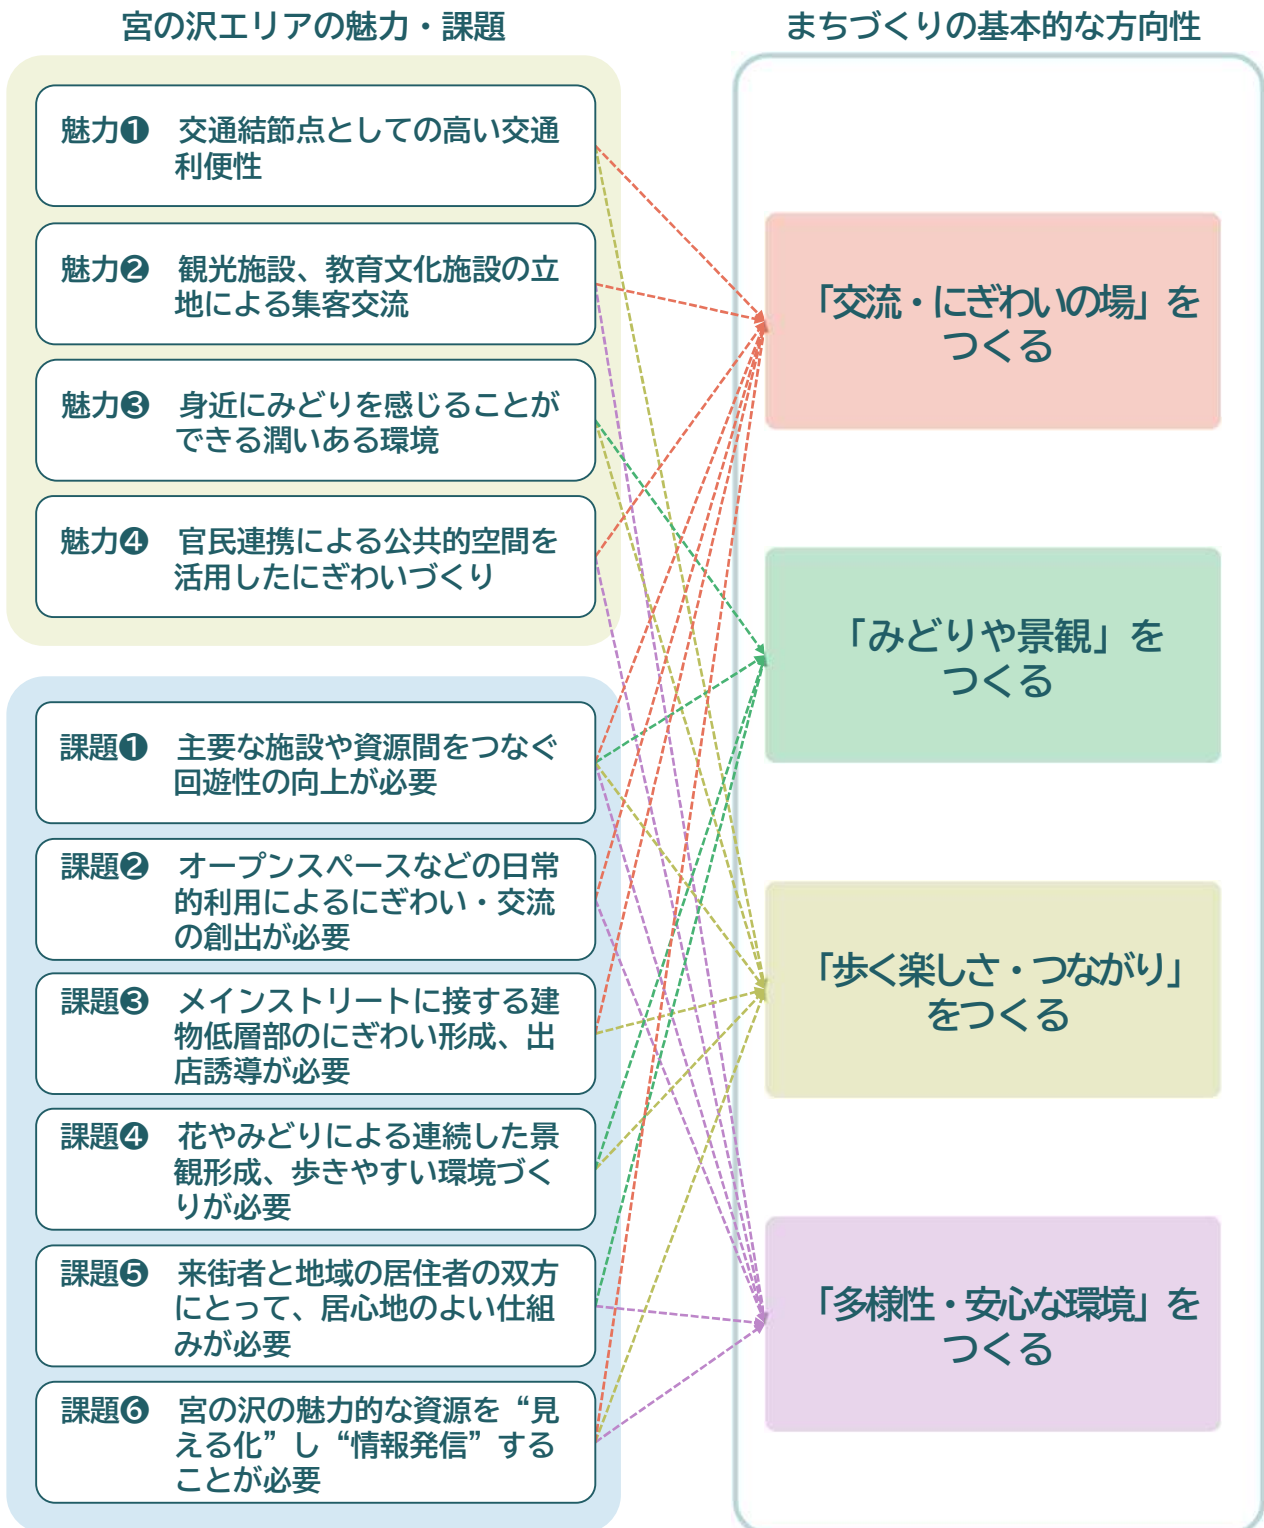 宮の沢エリアの魅力・課題
魅力❶ 交通結節点としての高い交通
利便性
魅力❷ 観光施設、教育文化施設の立
地による集客交流
魅力❸ 身近にみどりを感じることが
できる潤いある環境
魅力❹ 官民連携による公共的空間を
活用したにぎわいづくり
課題❶ 主要な施設や資源間をつなぐ
回遊性の向上が必要
課題❷ オープンスペースなどの日常
的利用によるにぎわい・交流
の創出が必要
課題❸ メインストリートに接する建
物低層部のにぎわい形成、出
店誘導が必要
課題❹ 花やみどりによる連続した景
観形成、歩きやすい環境づく
りが必要
課題❺ 来街者と地域の居住者の双方
にとって、居心地のよい仕組
みが必要
課題❻ 宮の沢の魅力的な資源を“見
える化”し“情報発信”する
ことが必要
まちづくりの基本的な方向性
「交流・にぎわいの場」を
つくる
「みどりや景観」を
つくる
「歩く楽しさ・つながり」
をつくる
「多様性・安心な環境」を
つくる